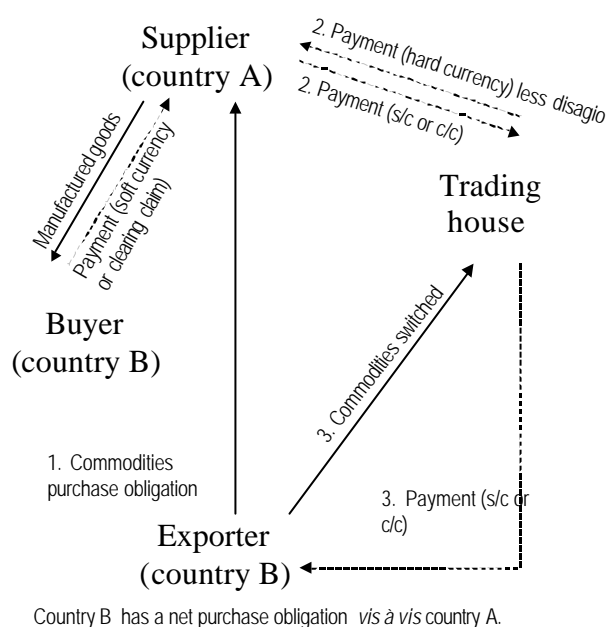 Supplier
(country A)
2. Payment (hard currency) less disagio
2. Payment (s/c or c/c)
Manufactured goods
Payment (soft currency
or clearing claim)
Trading
house
Buyer
(country B)
3. Commodities switched
1. Commodities
purchase obligation
3. Payment (s/c or
c/c)
Exporter
(country B)
Country B has a net purchase obligation vis à vis country A.